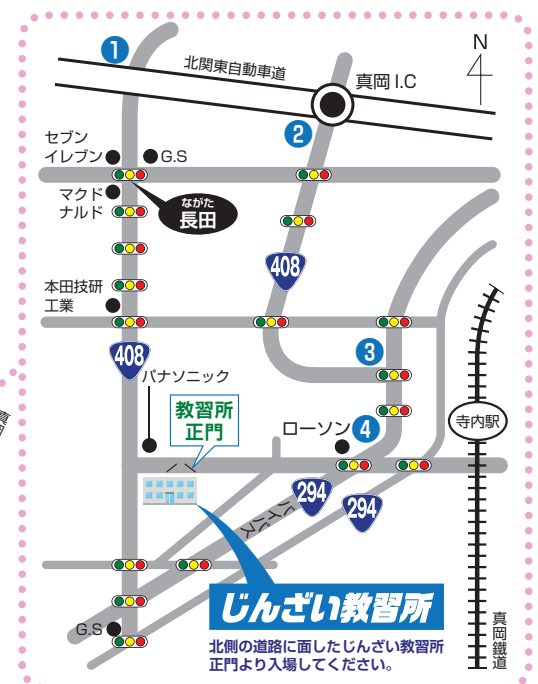 1
北関東自動車道
真岡 I.C
N
2
セブン
イレブン
G.S
マクド
ナルド
ながた
長田
408
本田技研
工業
408
3
パナソニック
教習所
正門
ローソン
4
寺内駅
294
294
バイパス
じんざい教習所
G.S
北側の道路に面したじんざい教習所
正門より入場してください。
真岡鐵道